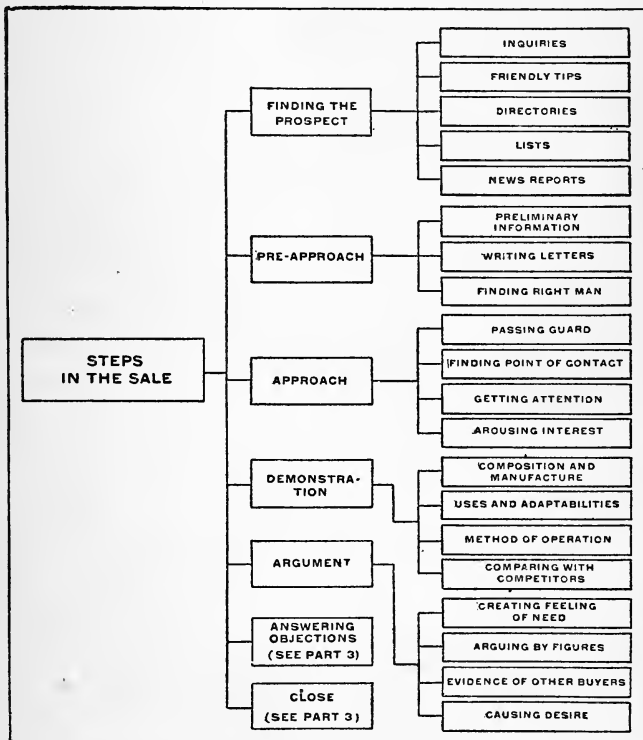 STEPS
IN THE SALE
FINDING THE
PROSPECT
INQUIRIES
FRIENDLY TIPS
DIRECTORIES
LISTS
NEWS REPORTS
PRE-APPROACH
PRELIMINARY
INFORMATION
WRITING LETTERS
FINDING RIGHT MAN
APPROACH
PASSING GUARD
FINDING POINT OF CONTACT
GETTING ATTENTION
AROUSING INTEREST
DEMONSTRA-
TION
COMPOSITION AND
MANUFACTURE
USES AND ADAPTABILITIES
METHOD OF OPERATION
COMPARING WITH
COMPETITORS
ARGUMENT
CREATING FEELING
OF NEED
ARGUING BY FIGURES
EVIDENCE OF OTHER BUYERS
CAUSING DESIRE
ANSWERING
OBJECTIONS
(SEE PART 3)
CLOSE
(SEE PART 3)